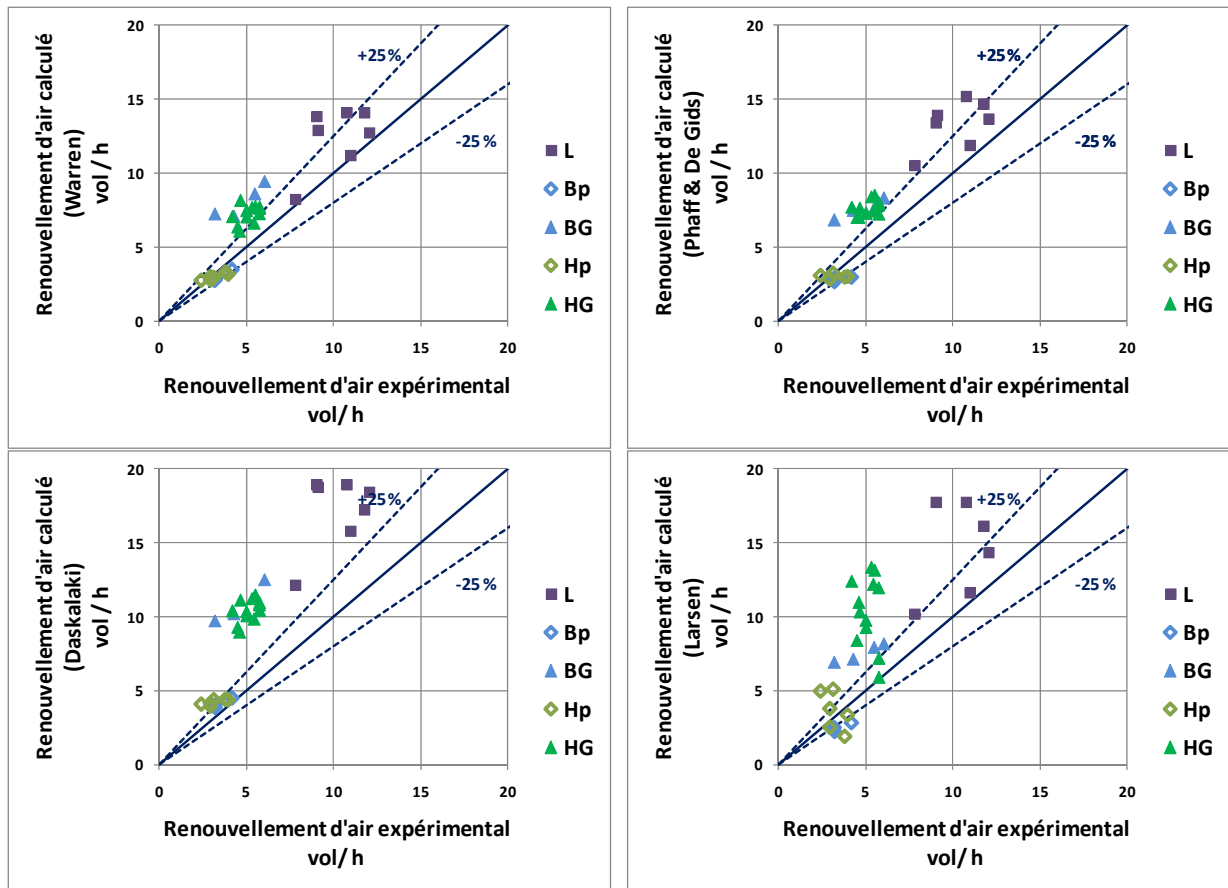 Renouvellement d'air calculé
(Warren)
vol / h
20
15
10
5
0
+25%
-25%
0 5 10 15 20
Renouvellement d'air expérimental
vol/ h
L
Bp
BG
Hp
HG
Renouvellement d'air calculé
(Phaff & De Gids)
vol / h
20
15
10
5
0
+25%
-25%
0 5 10 15 20
Renouvellement d'air expérimental
vol/ h
L
Bp
BG
Hp
HG
Renouvellement d'air calculé
(Daskalaki)
vol / h
20
15
10
5
0
+25%
-25%
0 5 10 15 20
Renouvellement d'air expérimental
vol/ h
L
Bp
BG
Hp
HG
Renouvellement d'air calculé
(Larsen)
vol / h
20
15
10
5
0
+25%
-25%
0 5 10 15 20
Renouvellement d'air expérimental
vol/ h
L
Bp
BG
Hp
HG